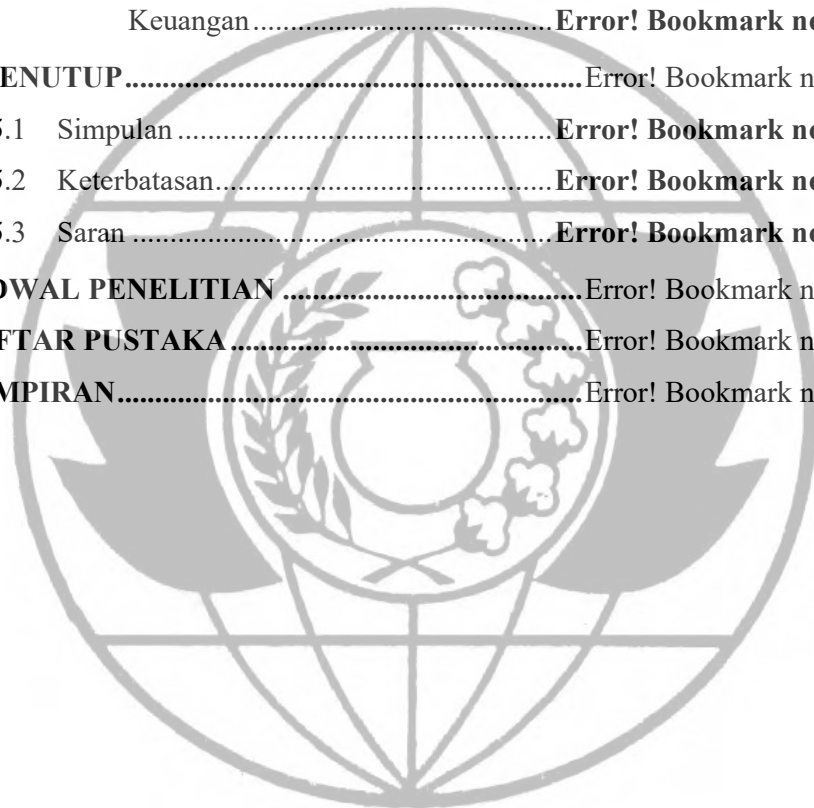 Keuangan....................................Error! Bookmark no
ENUTUP.......................................................Error! Bookmark n
5.1 Simpulan.............................................Error! Bookmark no
5.2 Keterbatasan........................................Error! Bookmark no
5.3 Saran..................................................Error! Bookmark no
DWAL PENELITIAN....................................Error! Bookmark n
FTAR PUSTAKA..........................................Error! Bookmark n
MPIRAN........................................................Error! Bookmark n